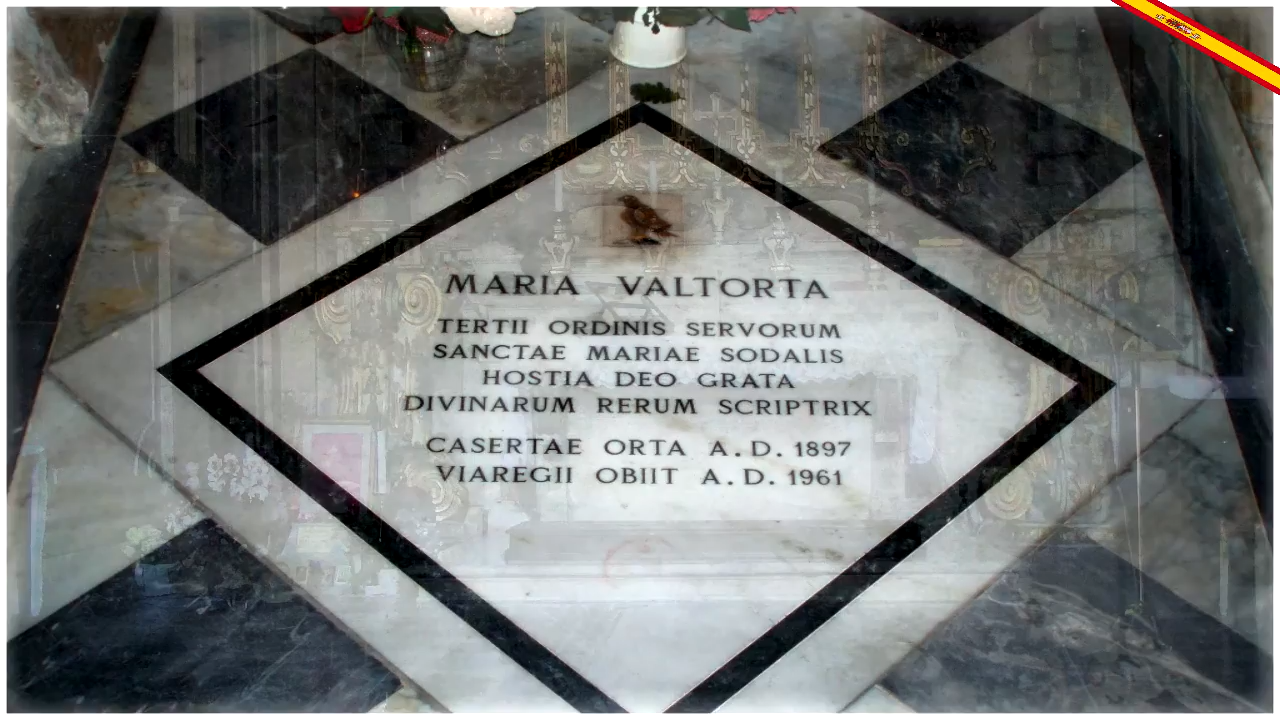 MARIA VALTORTA
TERTII ORDINIS SERVORUM
SANCTAE MARIAE SODALIS
HOSTIA DEO GRATA
DIVINARUM RERUM SCRIPTRIX
CASERTAE ORTA A.D. 1897
VIAREGII OBIIT A.D. 1961